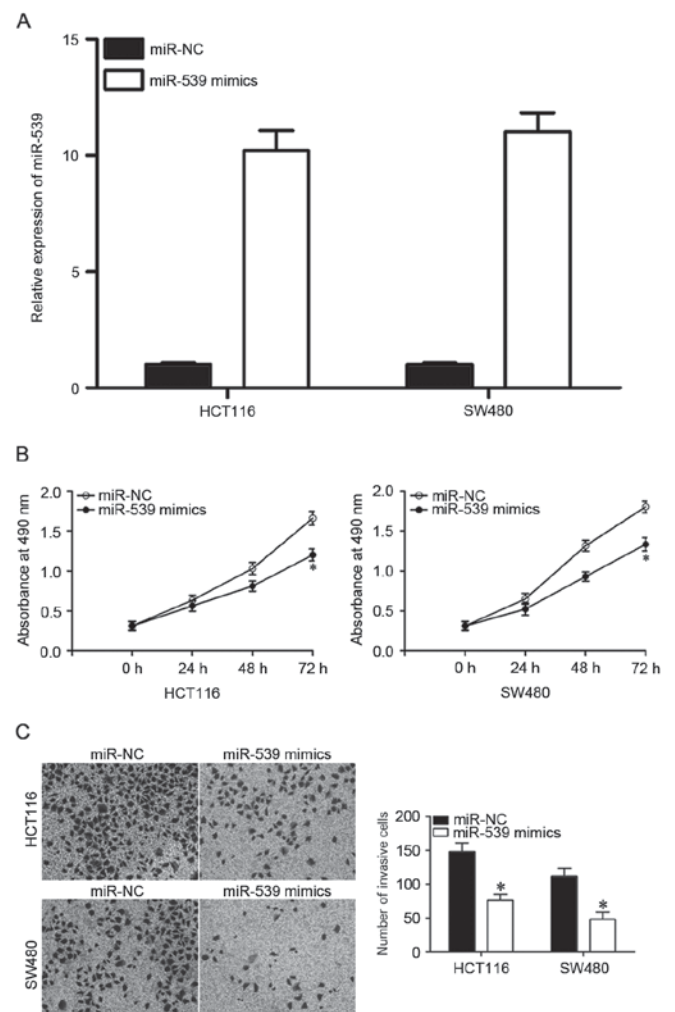 A
15
10
5
0
Relative expression of miR-539
miR-NC
miR-539 mimics
HCT116
SW480
B
2.0
1.5
1.0
0.5
0.0
Absorbance at 490 nm
miR-NC
miR-539 mimics
*
0 h 24 h 48 h 72 h
HCT116
2.0
1.5
1.0
0.5
0.0
Absorbance at 490 nm
miR-NC
miR-539 mimics
*
0 h 24 h 48 h 72 h
SW480
C
miR-NC
miR-539 mimics
HCT116
miR-NC
miR-539 mimics
SW480
200
150
100
50
0
Number of invasive cells
miR-NC
miR-539 mimics
*
*
HCT116
SW480